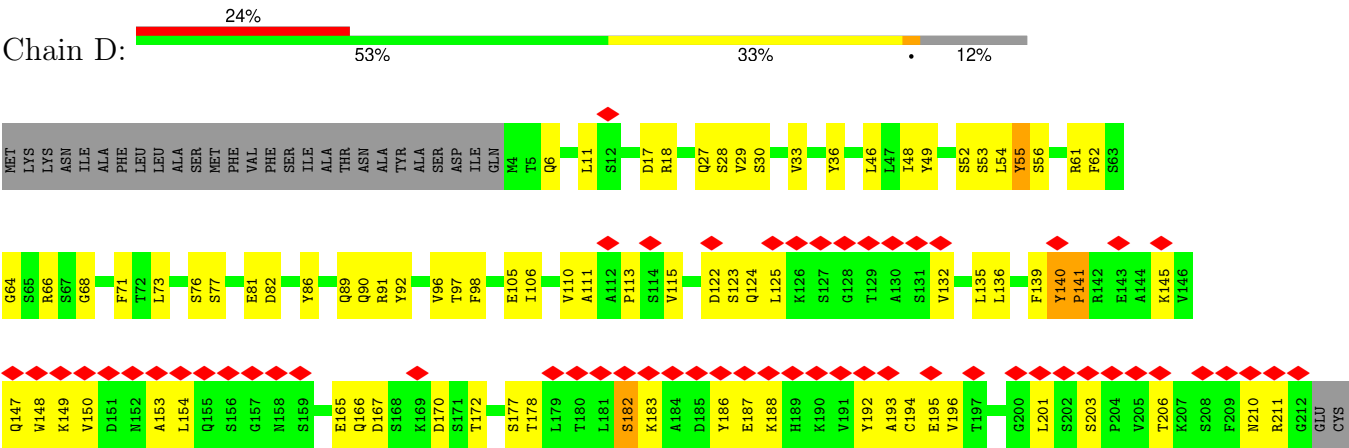 24%
Chain D:
53% 33% • 12%
MET LYS LYS ASN ILE ALA PHE LEU LEU ALA SER MET PHE VAL PHE SER ILE ALA THR ASN ALA TYR ALA SER ASP ILE GLN M4 T5 Q6 L11 S12 D17 R18 Q27 S28 V29 S30 V33 Y36 L46 L47 I48 Y49 S52 S53 L54 Y55 S56 R61 F62 S63
G64 S65 R66 S67 G68 F71 T72 L73 S76 S77 E81 D82 Y86 Q89 Q90 R91 Y92 V96 T97 F98 E105 I106 V110 A111 A112 P113 S114 V115 D122 S123 Q124 L125 K126 S127 G128 T129 A130 S131 V132 L135 L136 F139 Y140 P141 R142 E143 A144 K145 V146
Q147 W148 K149 V150 D151 N152 A153 L154 Q155 S156 G157 N158 S159 E165 Q166 D167 S168 K169 D170 S171 T172 S177 T178 L179 T180 L181 S182 K183 A184 D185 Y186 E187 K188 H189 K190 V191 Y192 A193 C194 E195 V196 T197 G200 L201 S202 S203 P204 V205 T206 K207 S208 F209 N210 R211 G212 GLU CYS